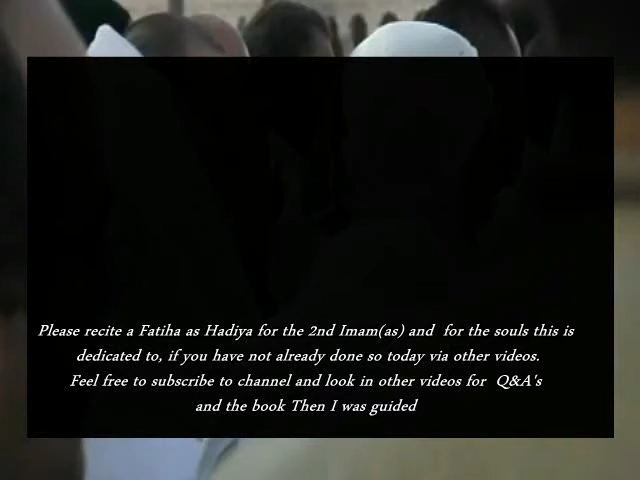 Please recite a Fatiha as Hadiya for the 2nd Imam(as) and for the souls this is
dedicated to, if you have not already done so today via other videos.
Feel free to subscribe to channel and look in other videos for Q&A's
and the book Then I was guided